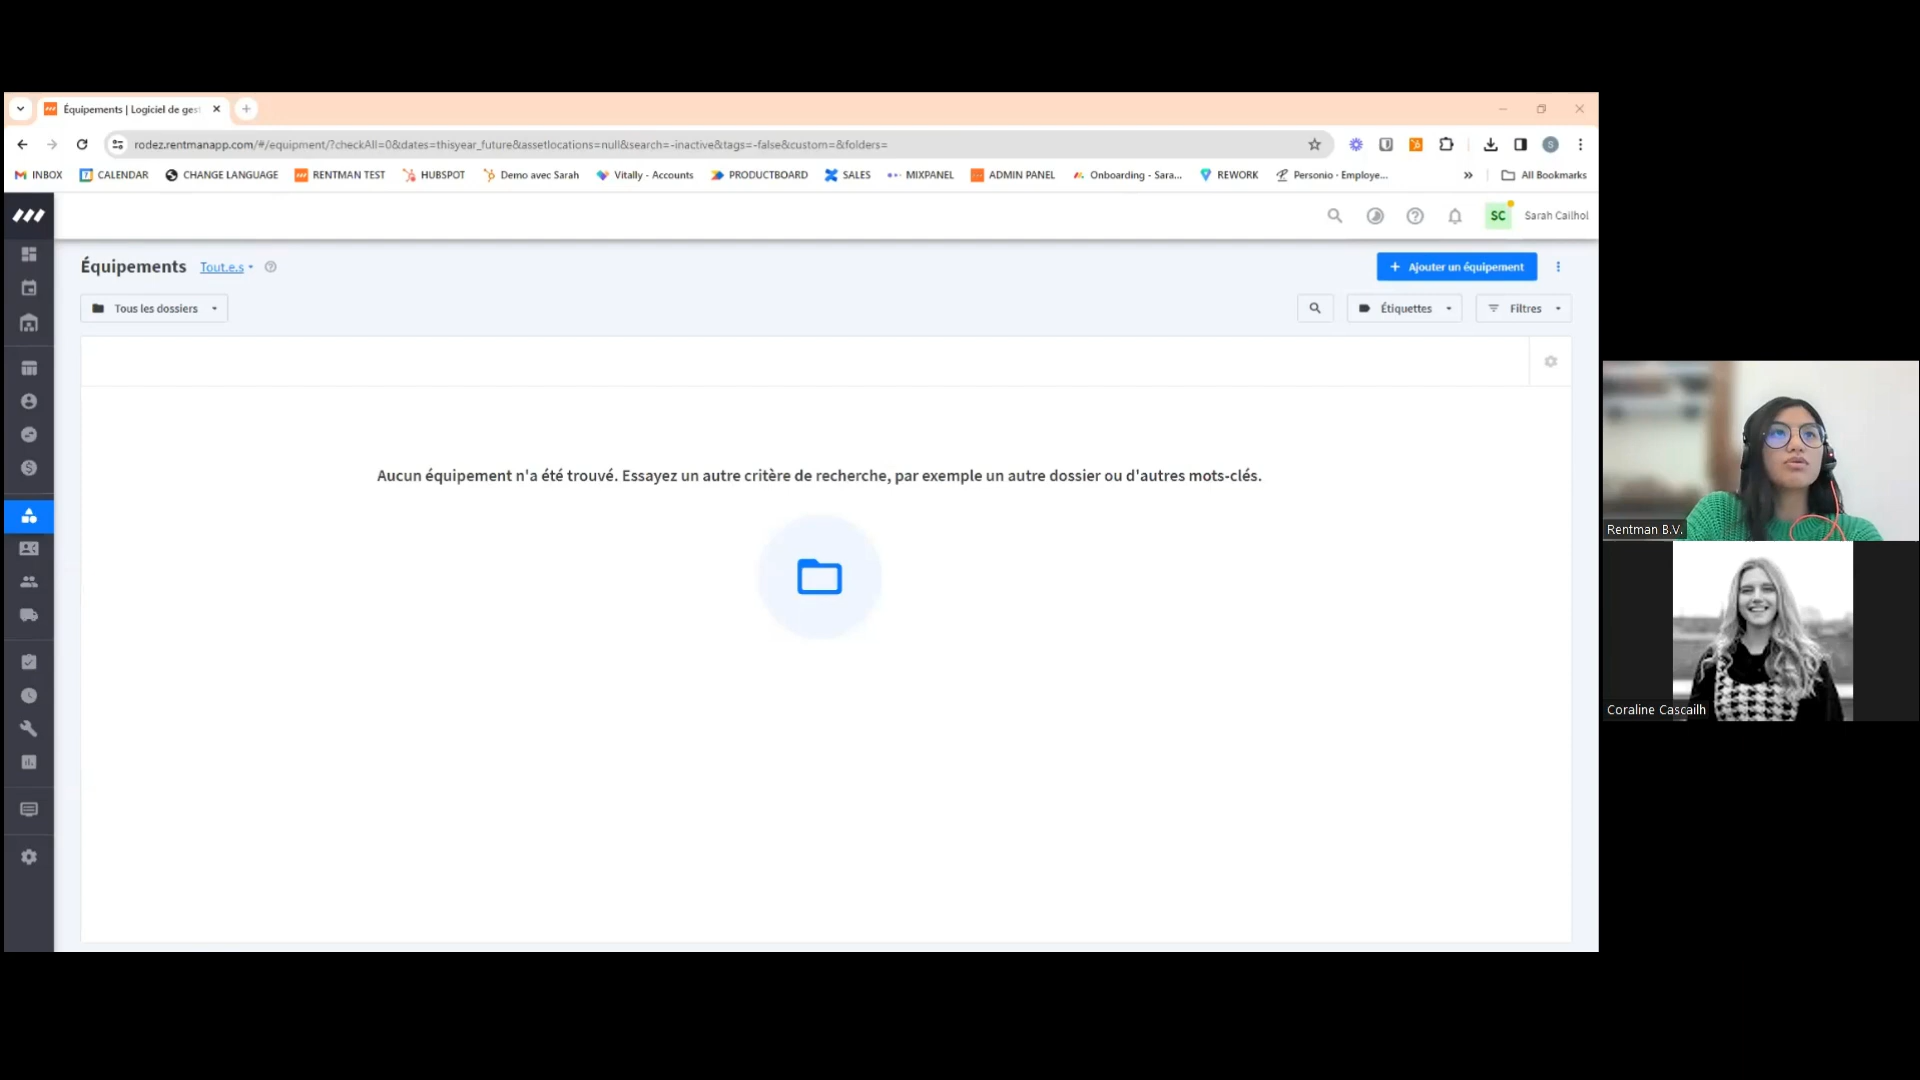 Équipements | Logiciel de ges
rodez.rentmanapp.com/#/equipment/?checkAll=0&dates=thisyear_future&assetlocations=null&search=-inactive&tags=-false&custom=&folders=
INBOX CALENDAR CHANGE LANGUAGE RENTMAN TEST HUBSPOT Demo avec Sarah Vitally - Accounts PRODUCTBOARD SALES MIXPANEL ADMIN PANEL Onboarding - Sara... REWORK Personio - Employe... » All Bookmarks
SC Sarah Cailhol
Équipements Tout.e.s
+ Ajouter un équipement
Tous les dossiers
Étiquettes Filtres
Aucun équipement n'a été trouvé. Essayez un autre critère de recherche, par exemple un autre dossier ou d'autres mots-clés.
Rentman B.V.
Coraline Cascailh